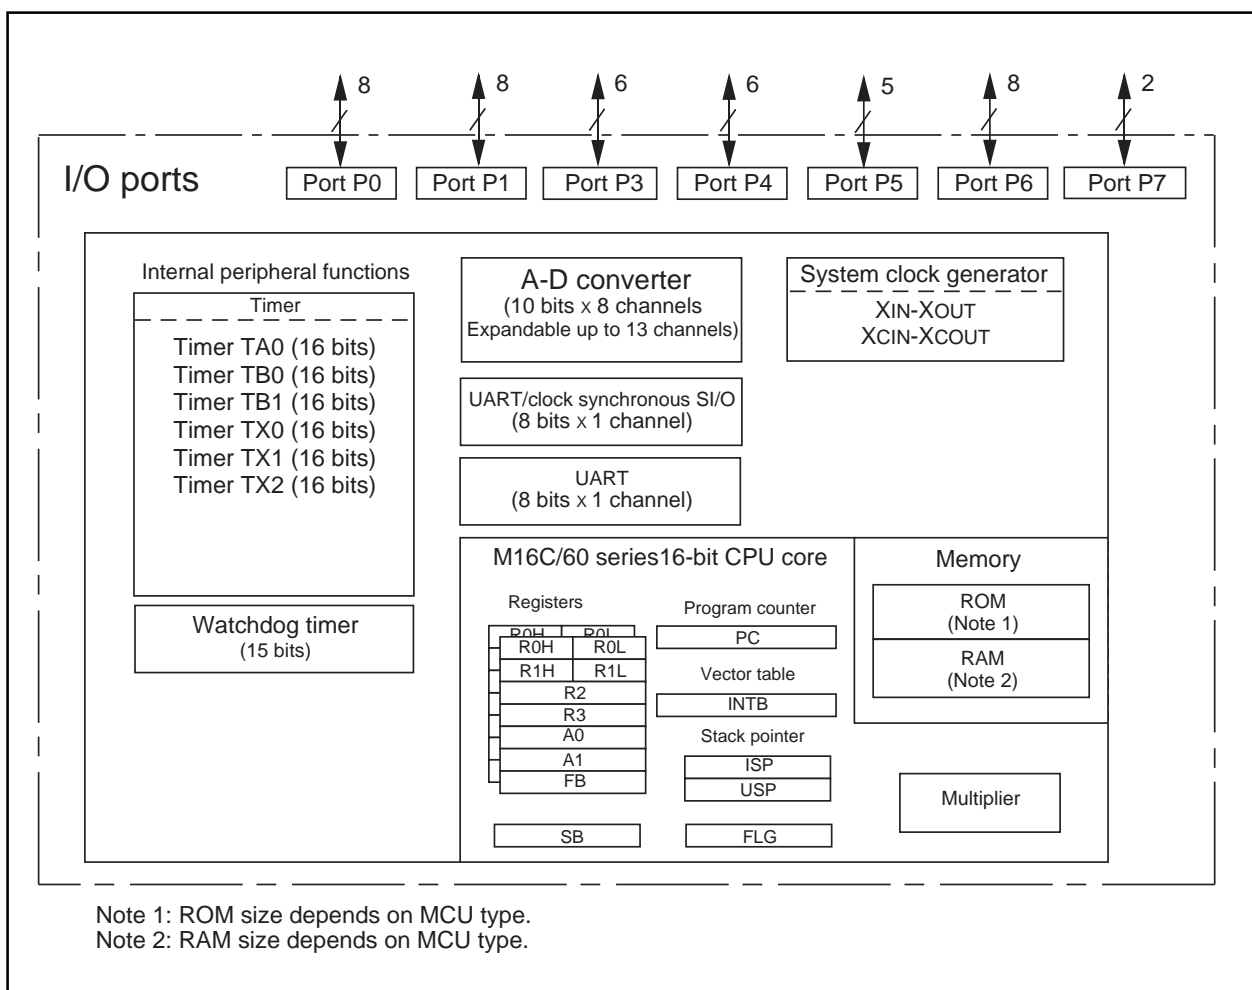 8 8 6 6 5 8 2
I/O ports
Port P0 Port P1 Port P3 Port P4 Port P5 Port P6 Port P7
Internal peripheral functions
Timer
Timer TA0 (16 bits)
Timer TB0 (16 bits)
Timer TB1 (16 bits)
Timer TX0 (16 bits)
Timer TX1 (16 bits)
Timer TX2 (16 bits)
Watchdog timer
(15 bits)
A-D converter
(10 bits x 8 channels
Expandable up to 13 channels)
UART/clock synchronous SI/O
(8 bits x 1 channel)
UART
(8 bits x 1 channel)
System clock generator
XIN-XOUT
XCIN-XCOUT
M16C/60 series16-bit CPU core
Registers
R0H R0L
R0H R0L
R1H R1L
R2
R3
A0
A1
FB
SB
Program counter
PC
Vector table
INTB
Stack pointer
ISP
USP
FLG
Memory
ROM
(Note 1)
RAM
(Note 2)
Multiplier
Note 1: ROM size depends on MCU type.
Note 2: RAM size depends on MCU type.